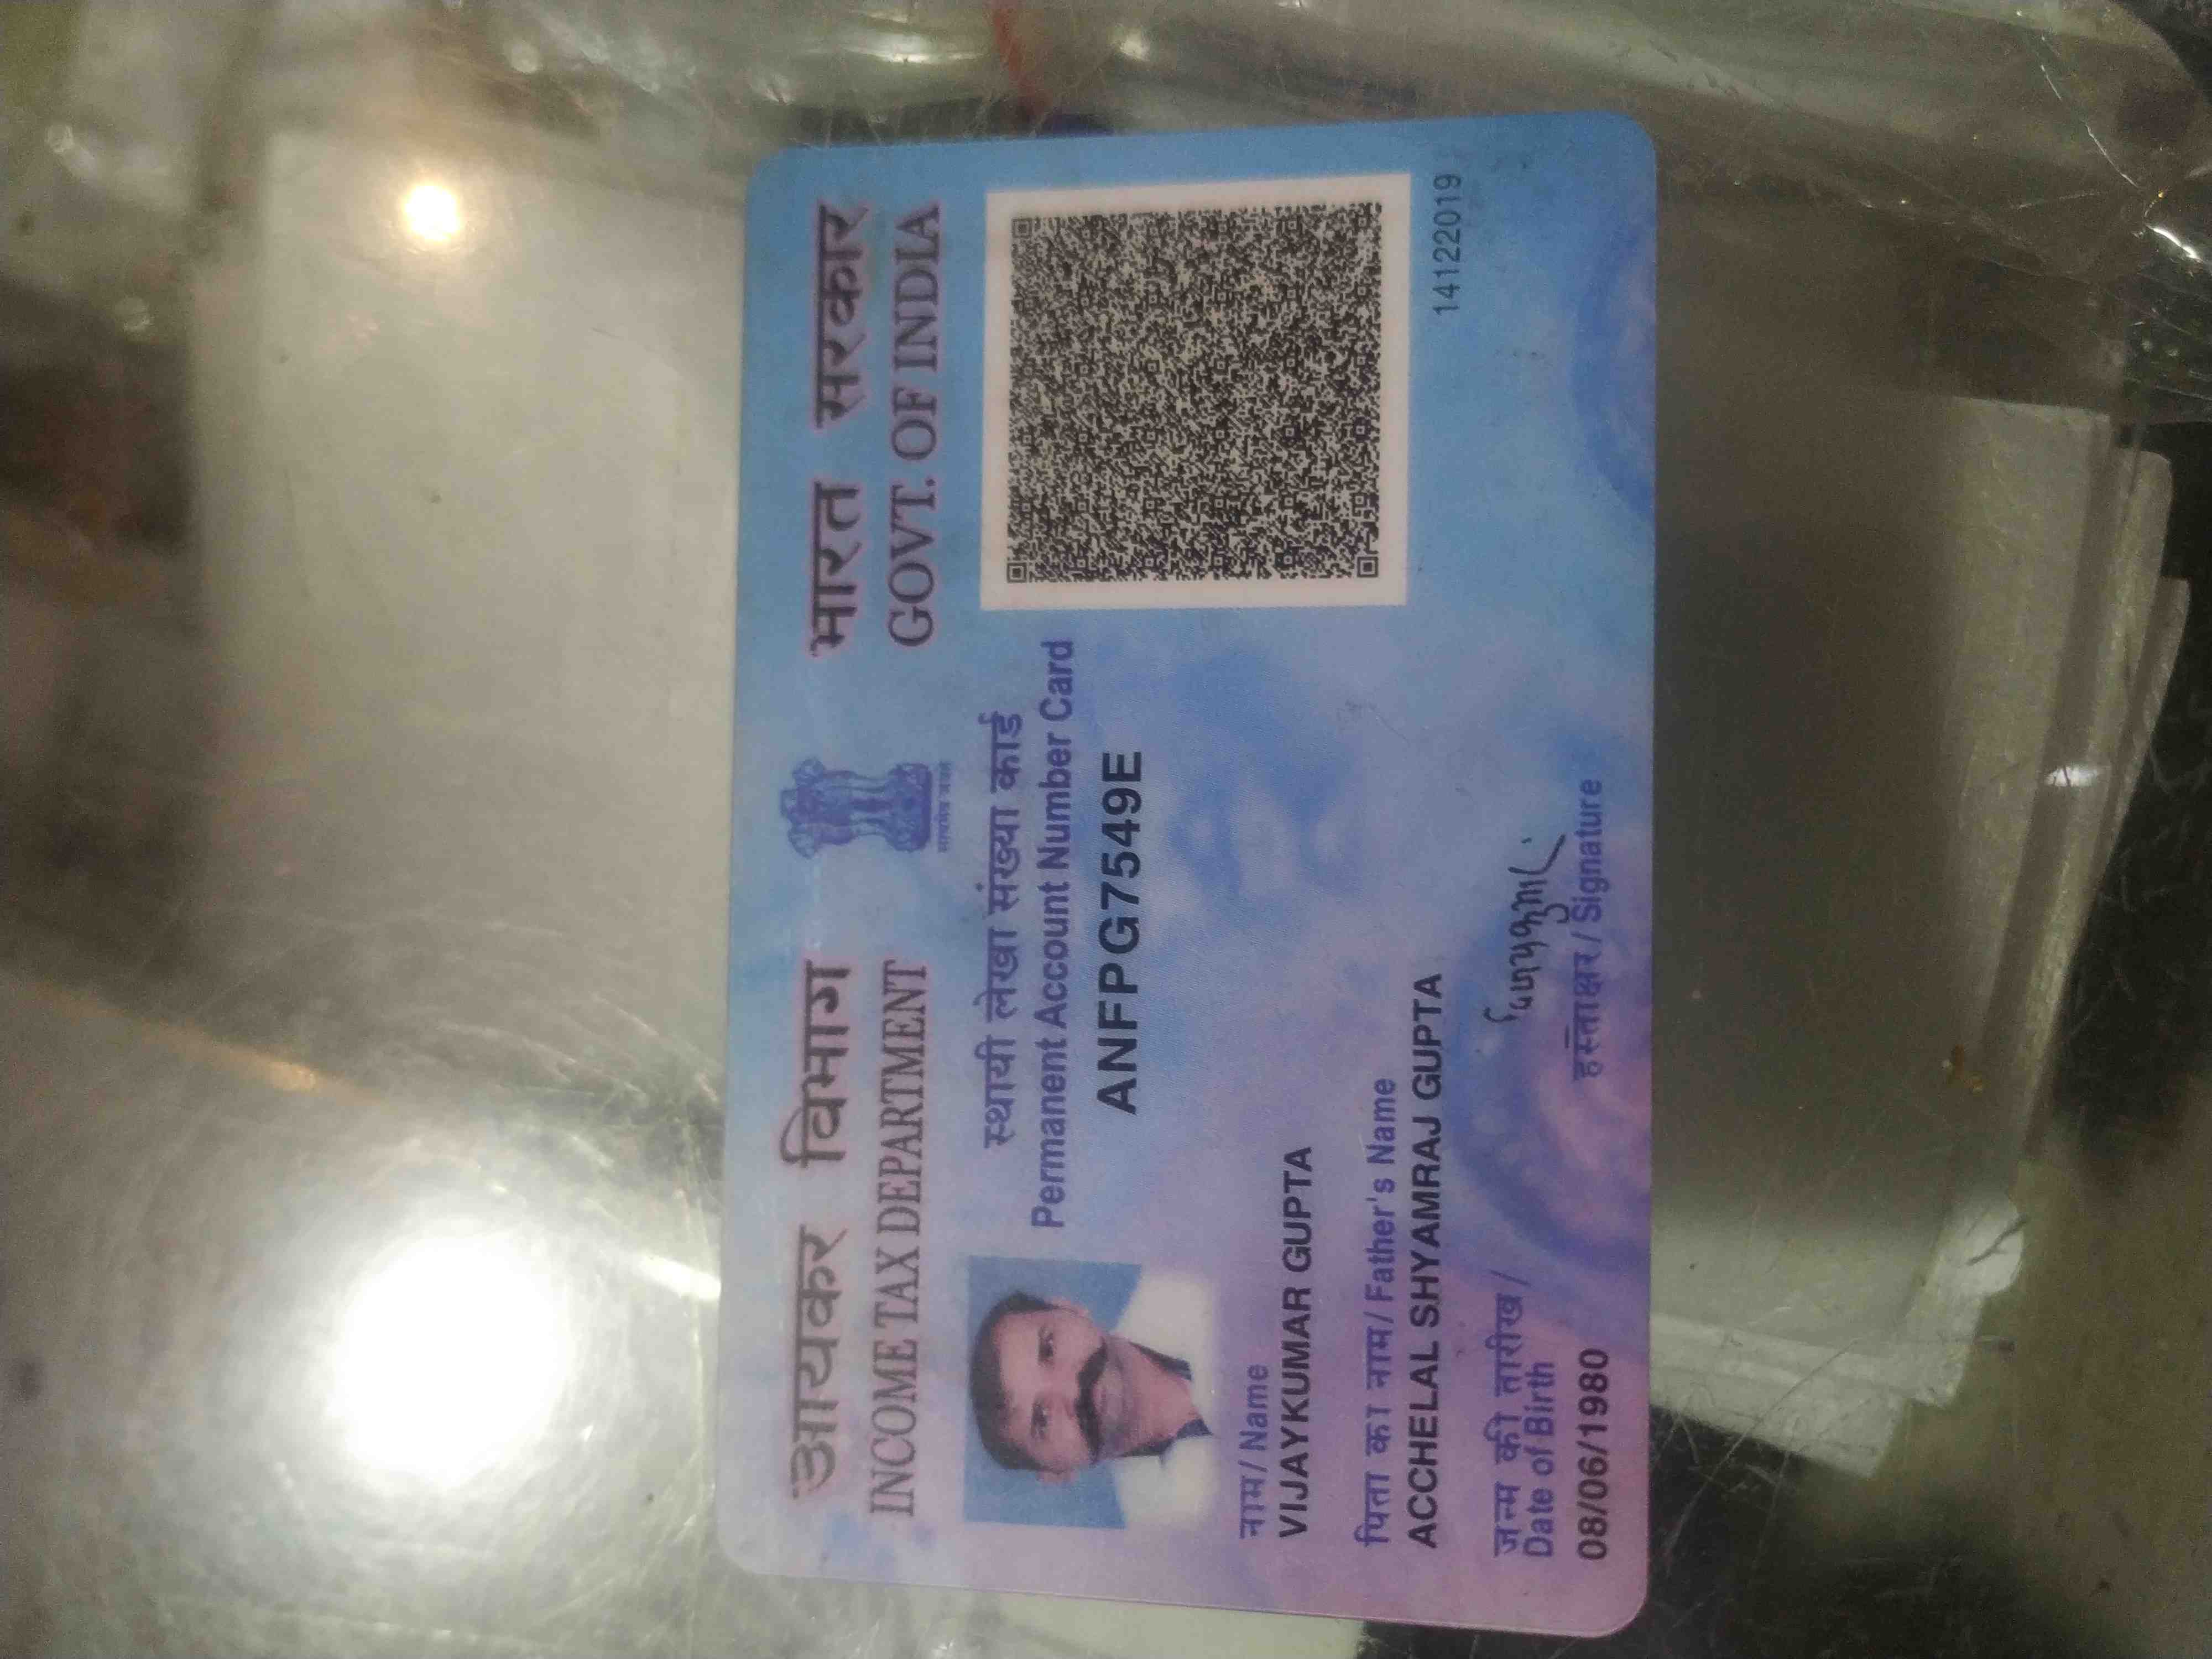 आयकर विभाग
INCOME TAX DEPARTMENT
भारत सरकार
GOVT. OF INDIA
सत्यमेव जयते
स्थायी लेखा संख्या कार्ड
Permanent Account Number Card
ANFPG7549E
नाम / Name
VIJAYKUMAR GUPTA
पिता का नाम / Father's Name
ACCHELAL SHYAMRAJ GUPTA
जन्म की तारीख /
Date of Birth
08/06/1980
विजयकुमार
हस्ताक्षर / Signature
14122019